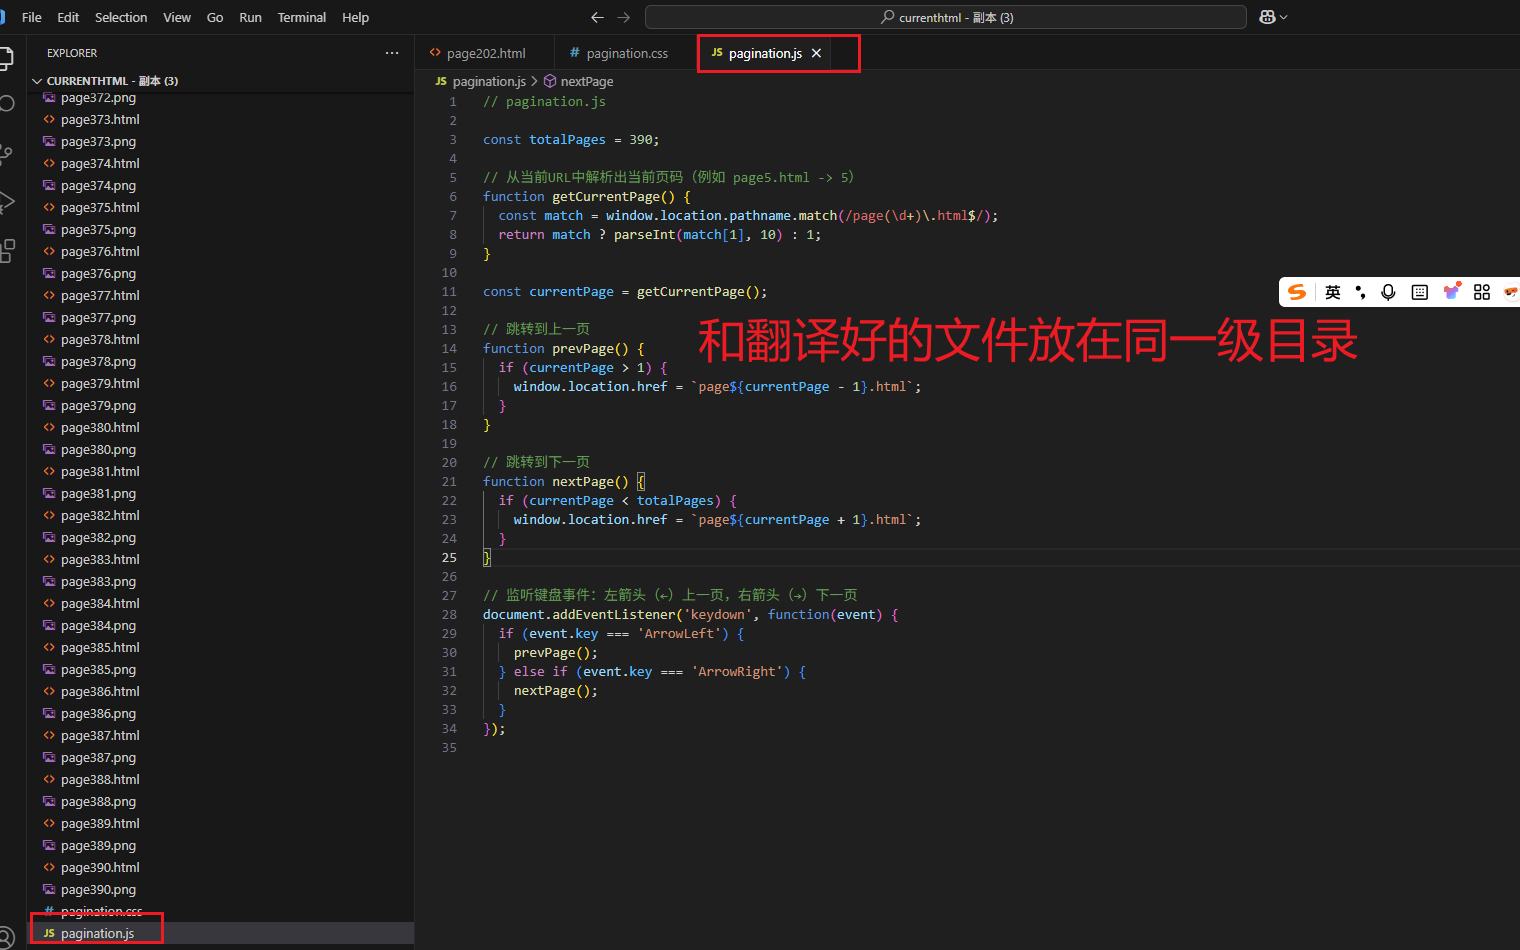 File Edit Selection View Go Run Terminal Help
currenthtml - 副本 (3)
EXPLORER
CURRENTHTML - 副本 (3)
page372.png
page373.html
page373.png
page374.html
page374.png
page375.html
page375.png
page376.html
page376.png
page377.html
page377.png
page378.html
page378.png
page379.html
page379.png
page380.html
page380.png
page381.html
page381.png
page382.html
page382.png
page383.html
page383.png
page384.html
page384.png
page385.html
page385.png
page386.html
page386.png
page387.html
page387.png
page388.html
page388.png
page389.html
page389.png
page390.html
page390.png
# pagination.css
JS pagination.js
page202.html
# pagination.css
JS pagination.js
JS pagination.js > nextPage
1 // pagination.js
2
3 const totalPages = 390;
4
5 // 从当前URL中解析出当前页码（例如 page5.html -> 5）
6 function getCurrentPage() {
7 const match = window.location.pathname.match(/page(\d+)\.html$/);
8 return match ? parseInt(match[1], 10) : 1;
9 }
10
11 const currentPage = getCurrentPage();
12
13 // 跳转到上一页
14 function prevPage() {
15 if (currentPage > 1) {
16 window.location.href = `page${currentPage - 1}.html`;
17 }
18 }
19
20 // 跳转到下一页
21 function nextPage() {
22 if (currentPage < totalPages) {
23 window.location.href = `page${currentPage + 1}.html`;
24 }
25 }
26
27 // 监听键盘事件：左箭头（←）上一页，右箭头（→）下一页
28 document.addEventListener('keydown', function(event) {
29 if (event.key === 'ArrowLeft') {
30 prevPage();
31 } else if (event.key === 'ArrowRight') {
32 nextPage();
33 }
34 });
35
英
和翻译好的文件放在同一级目录